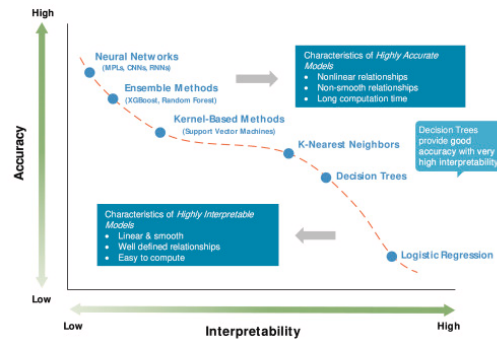 High
Neural Networks
(MPLs, CNNs, RNNs)
Ensemble Methods
(XGBoost, Random Forest)
Kernel-Based Methods
(Support Vector Machines)
Characteristics of Highly Accurate
Models
• Nonlinear relationships
• Non-smooth relationships
• Long computation time
K-Nearest Neighbors
Decision Trees
Decision Trees
provide good
accuracy with very
high interpretability
Accuracy
Characteristics of Highly Interpretable
Models
• Linear & smooth
• Well defined relationships
• Easy to compute
Logistic Regression
Low
Low
Interpretability
High